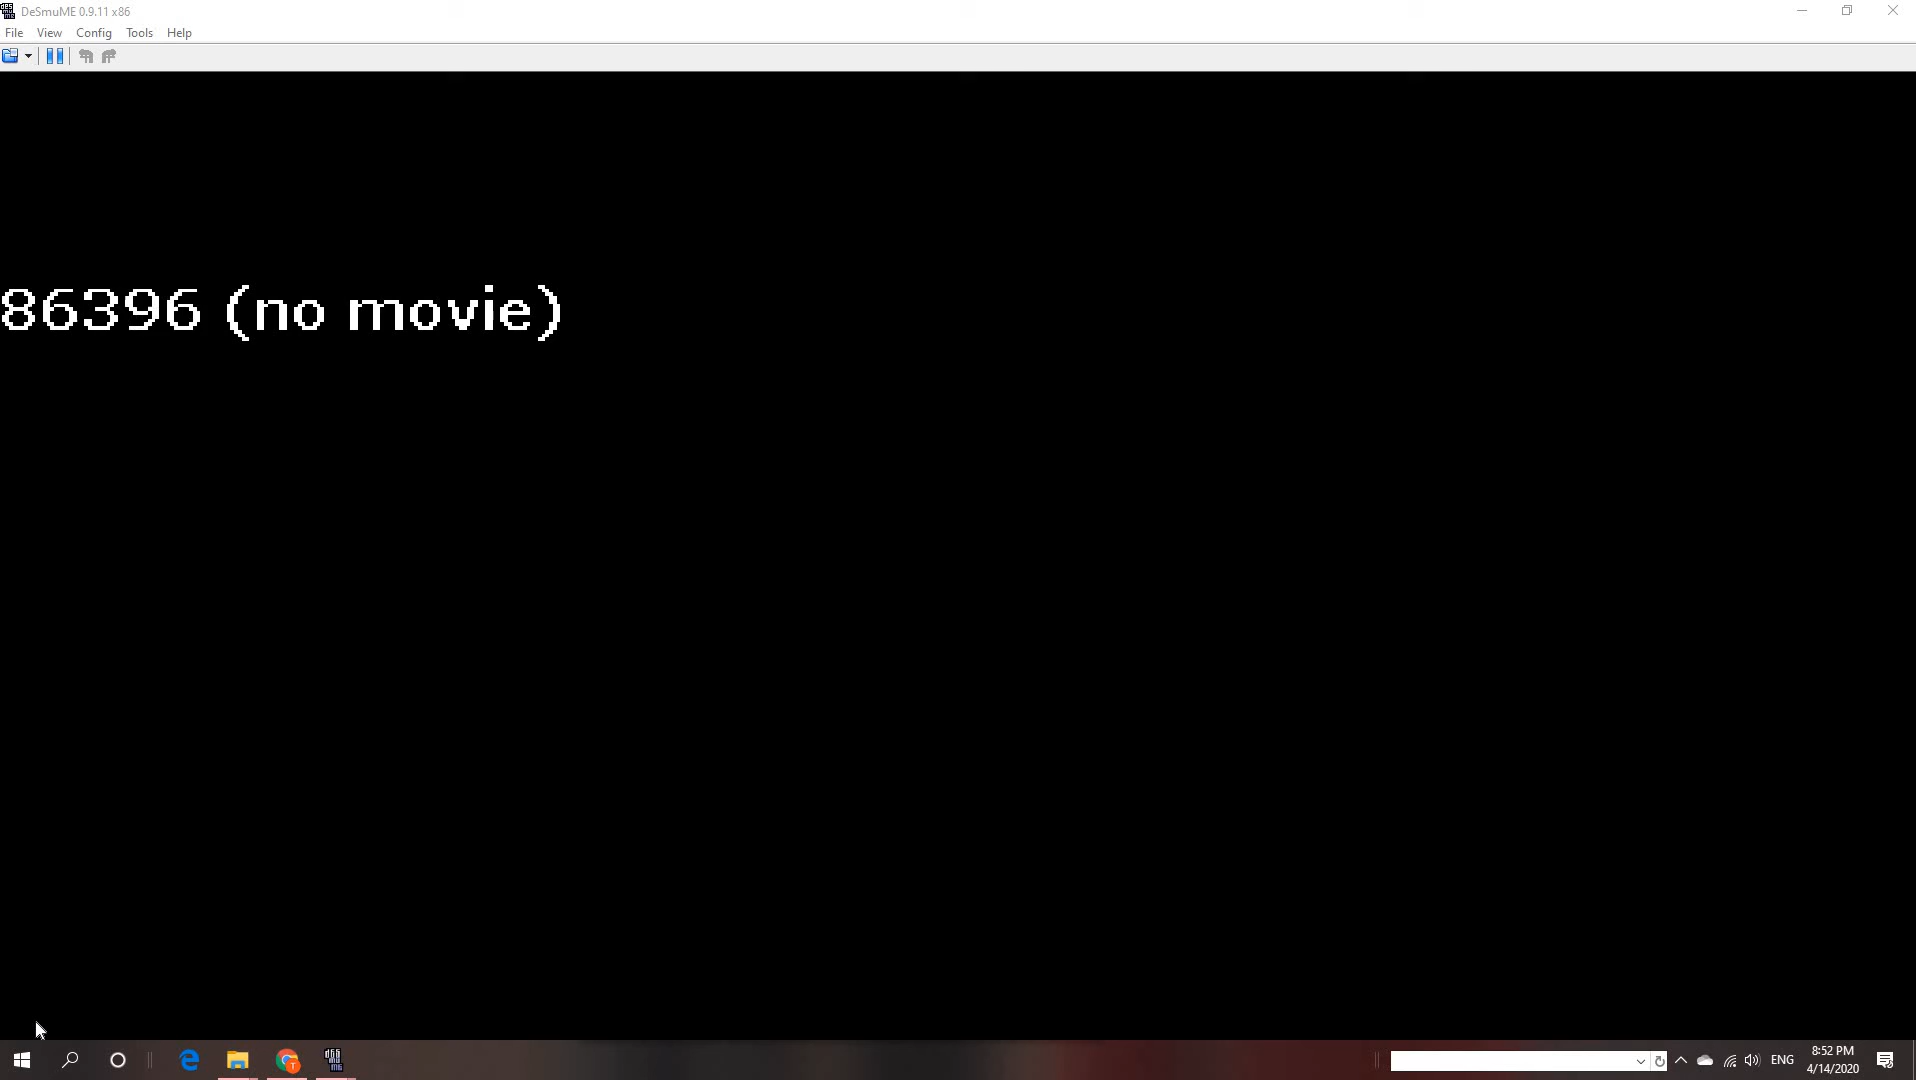 DeSmuME 0.9.11 x86
File View Config Tools Help
86396 (no movie)
ENG
8:52 PM
4/14/2020